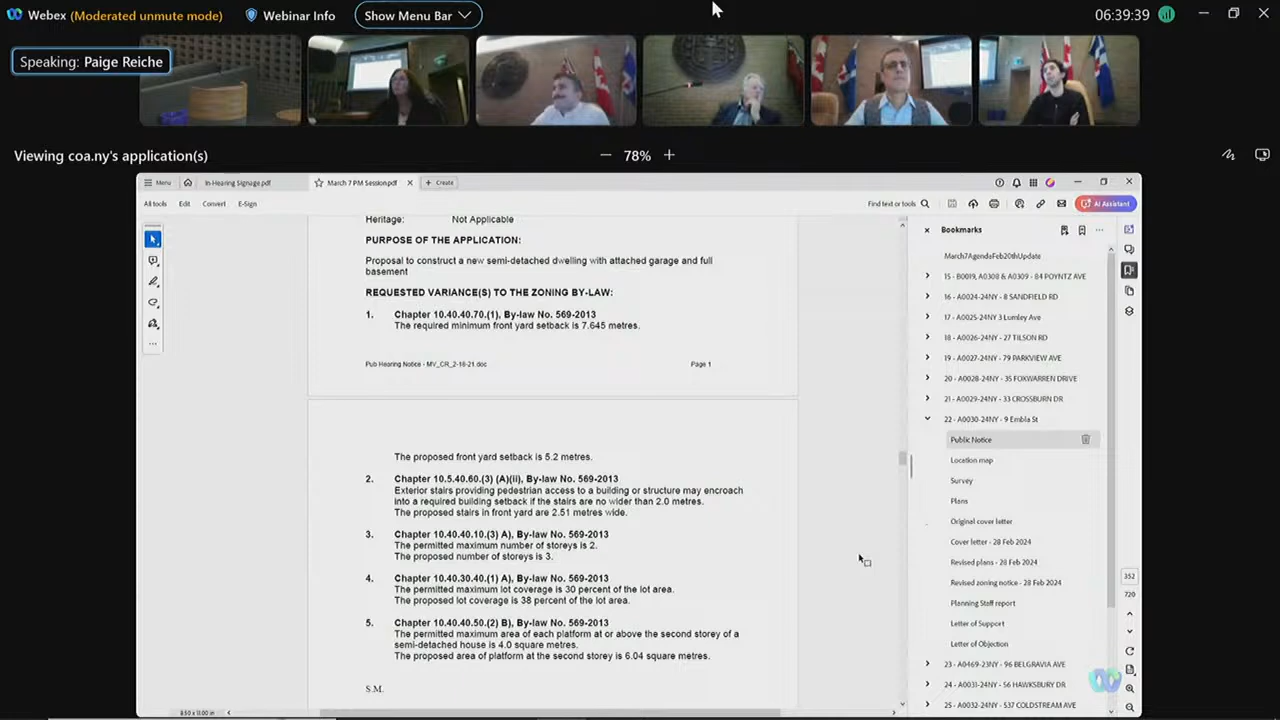 Webex (Moderated unmute mode)
Webinar Info
Show Menu Bar
06:39:39
Speaking: Paige Reiche
Viewing coa.ny's application(s)
78%
Menu
In-Hearing Signage.pdf
March 7 PM Session.pdf
Create
All tools
Edit
Convert
E-Sign
Find text or tools
AI Assistant
Heritage: Not Applicable
PURPOSE OF THE APPLICATION:
Proposal to construct a new semi-detached dwelling with attached garage and full
basement
REQUESTED VARIANCE(S) TO THE ZONING BY-LAW:
1. Chapter 10.40.40.70.(1), By-law No. 569-2013
The required minimum front yard setback is 7.645 metres.
Pub Hearing Notice - MV_CR_2-18-21.doc
Page 1
The proposed front yard setback is 5.2 metres.
2. Chapter 10.5.40.60.(3) (A)(ii), By-law No. 569-2013
Exterior stairs providing pedestrian access to a building or structure may encroach
into a required building setback if the stairs are no wider than 2.0 metres.
The proposed stairs in front yard are 2.51 metres wide.
3. Chapter 10.40.40.10.(3) A), By-law No. 569-2013
The permitted maximum number of storeys is 2.
The proposed number of storeys is 3.
4. Chapter 10.40.30.40.(1) A), By-law No. 569-2013
The permitted maximum lot coverage is 30 percent of the lot area.
The proposed lot coverage is 38 percent of the lot area.
5. Chapter 10.40.40.50.(2) B), By-law No. 569-2013
The permitted maximum area of each platform at or above the second storey of a
semi-detached house is 4.0 square metres.
The proposed area of platform at the second storey is 6.04 square metres.
S.M.
8.50 x 11.00 in
Bookmarks
March7AgendaFeb20thUpdate
15 - B0019, A0308 & A0309 - 84 POYNTZ AVE
16 - A0024-24NY - 8 SANDFIELD RD
17 - A0025-24NY 3 Lumley Ave
18 - A0026-24NY - 27 TILSON RD
19 - A0027-24NY - 79 PARKVIEW AVE
20 - A0028-24NY - 35 FOXWARREN DRIVE
21 - A0029-24NY - 33 CROSSBURN DR
22 - A0030-24NY - 9 Embla St
Public Notice
Location map
Survey
Plans
Original cover letter
Cover letter - 28 Feb 2024
Revised plans - 28 Feb 2024
Revised zoning notice - 28 Feb 2024
Planning Staff report
Letter of Support
Letter of Objection
23 - A0469-23NY - 96 BELGRAVIA AVE
24 - A0031-24NY - 56 HAWKSBURY DR
25 - A0032-24NY - 537 COLDSTREAM AVE
352
720